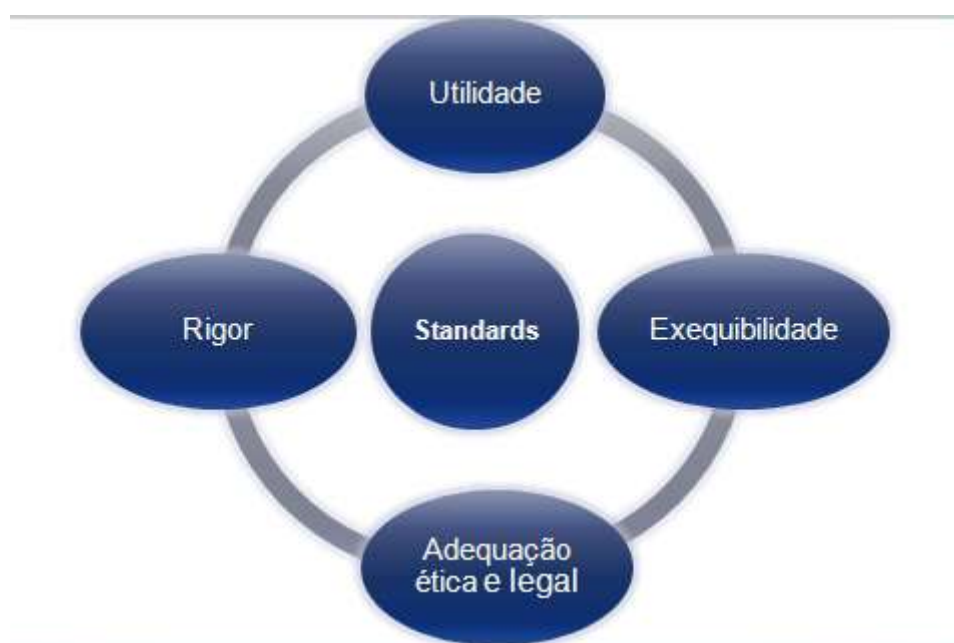 Utilidade
Rigor
Standards
Exequibilidade
Adequação
ética e legal